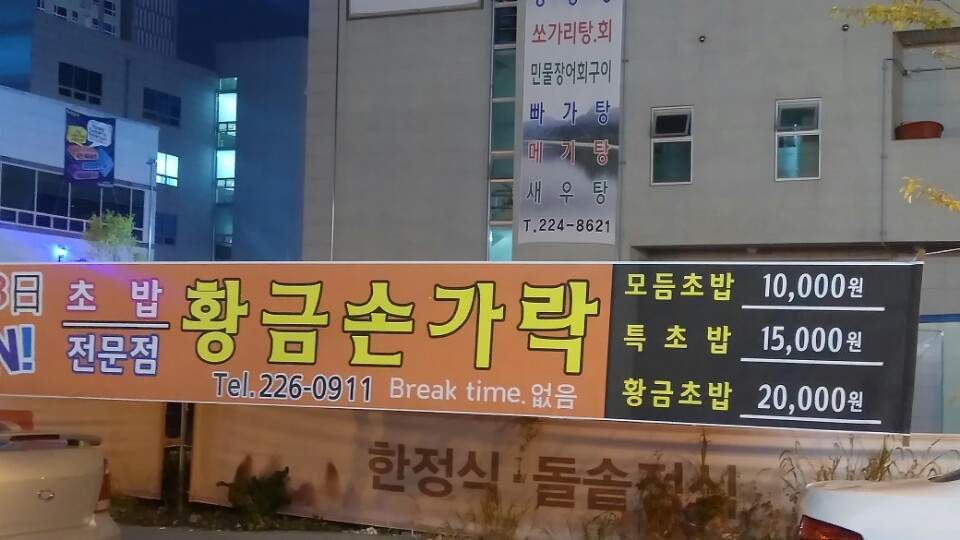 쏘가리탕.회
민물장어회구이
빠가탕
메기탕
새우탕
T.224-8621
日
N!
초밥
전문점
황금손가락
Tel.226-0911 Break time.없음
모듬초밥 10,000원
특초밥 15,000원
황금초밥 20,000원
한정식·돌솥정식